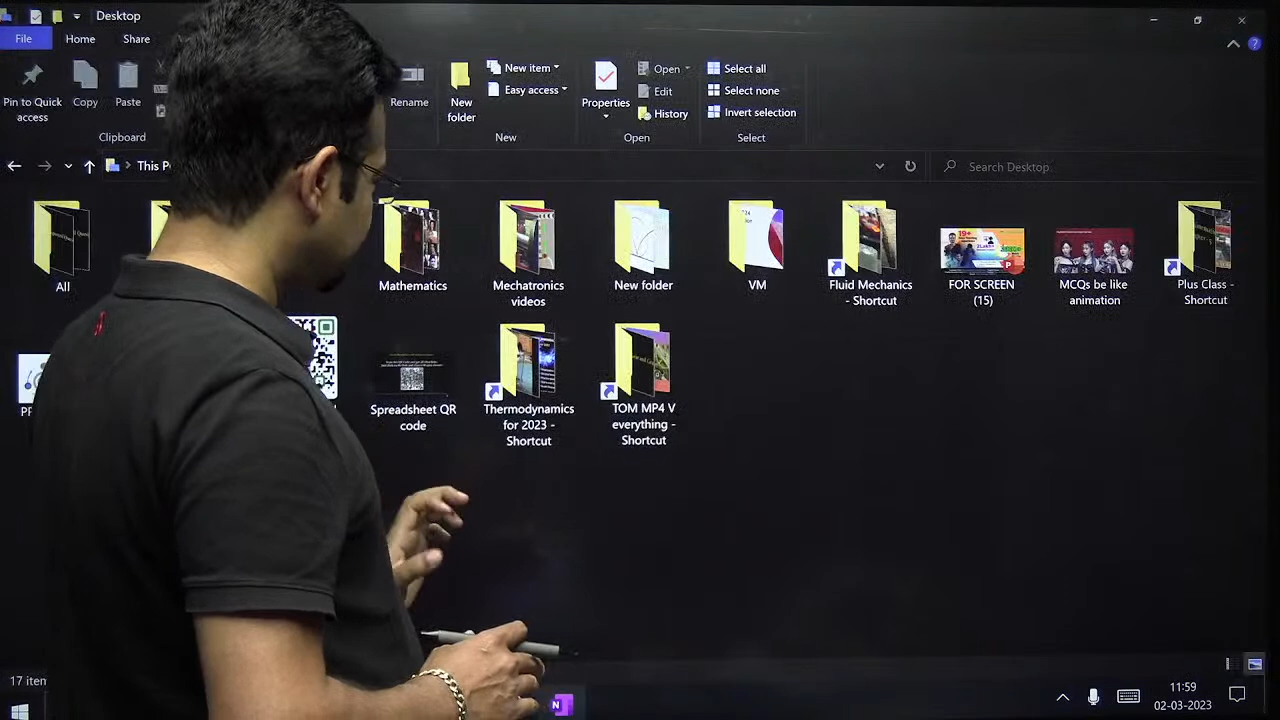 Desktop
File
Home
Share
Pin to Quick
access
Copy
Paste
Clipboard
Rename
New
folder
New item
Easy access
New
Properties
Open
Edit
History
Open
Select all
Select none
Invert selection
Select
Search Desktop
All
Mathematics
Mechatronics
videos
New folder
VM
Fluid Mechanics
- Shortcut
FOR SCREEN
(15)
MCQs be like
animation
Plus Class -
Shortcut
Spreadsheet QR
code
Thermodynamics
for 2023 -
Shortcut
TOM MP4 V
everything -
Shortcut
11:59
02-03-2023